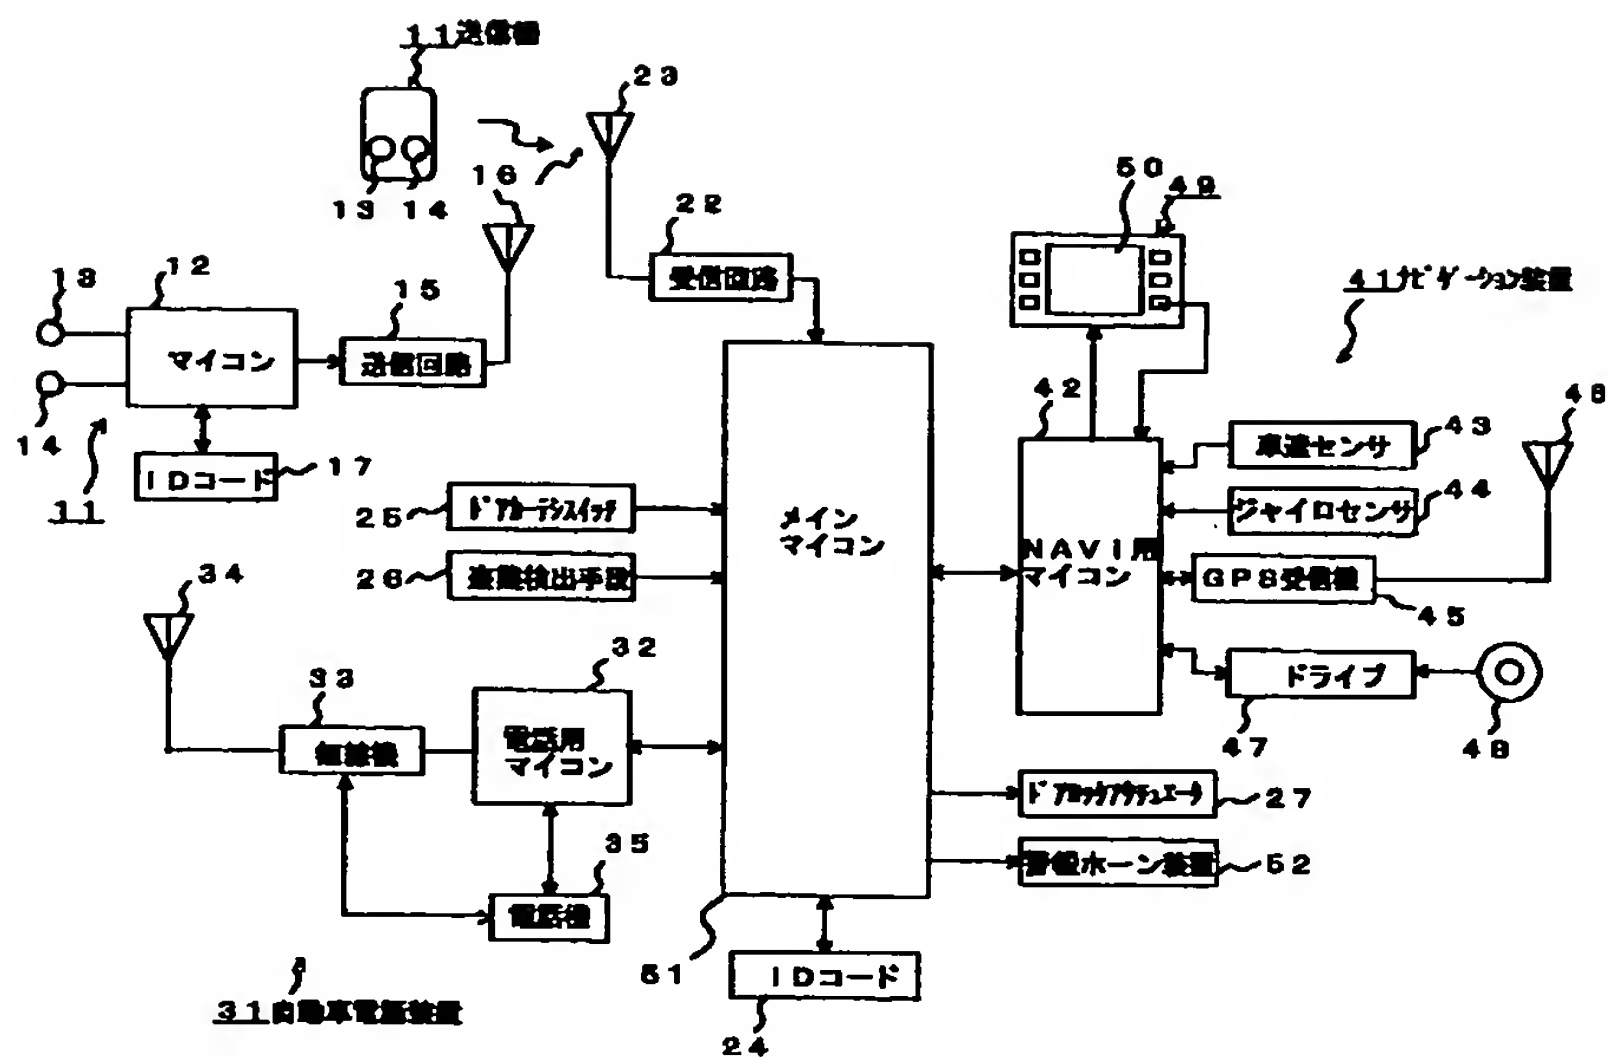 11送信機
23
16
13 14
22
受信回路
50
49
41ナビゲーション装置
13
12
マイコン
14
11
15
送信回路
IDコード
17
42
43
車速センサ
44
ジャイロセンサ
46
NAVI用
マイコン
GPS受信機
45
ドライブ
47
48
25
ドアカーテシスイッチ
26
盗難検出手段
メイン
マイコン
34
33
無線機
32
電話用
マイコン
35
電話機
31自動車電話装置
ドアロックアクチュエータ
27
警報ホーン装置
52
51
IDコード
24